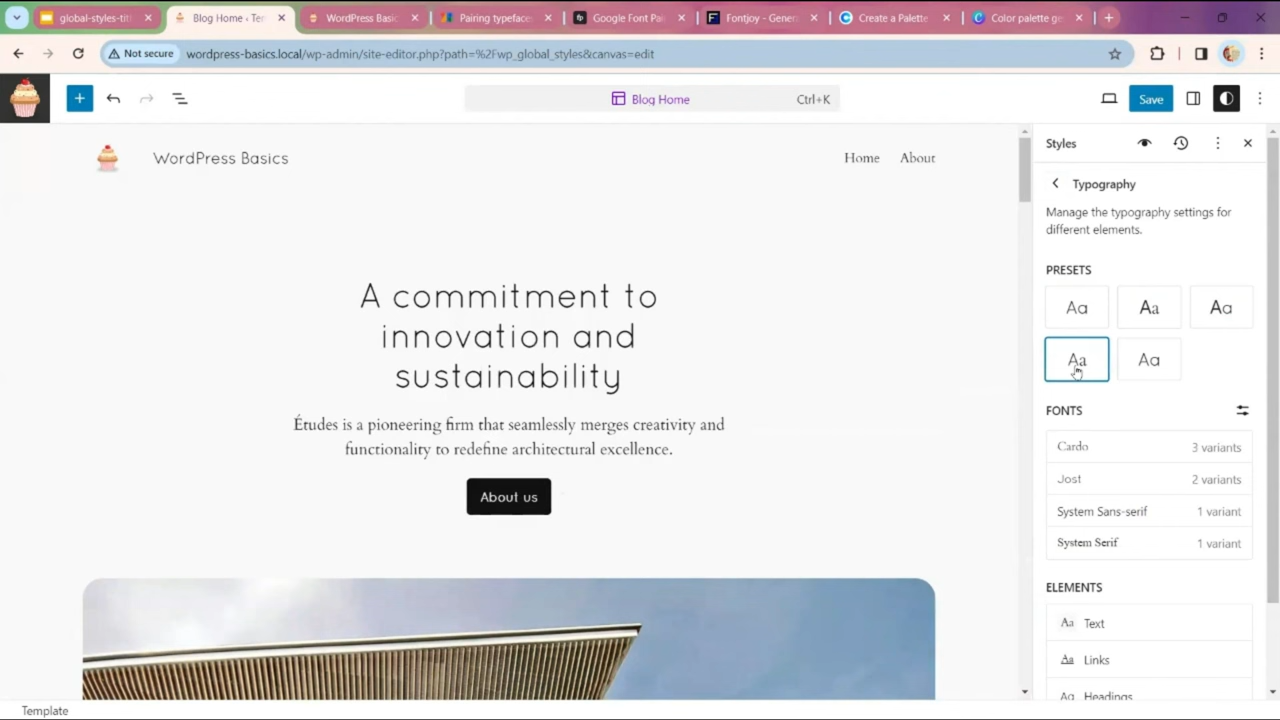 global-styles-tit
Blog Home ‹ Te
WordPress Basic
Pairing typefaces
Google Font Pai
Fontjoy - Gener
Create a Palette
Color palette ge
Not secure
wordpress-basics.local/wp-admin/site-editor.php?path=%2Fwp_global_styles&canvas=edit
Blog Home
Ctrl+K
Save
WordPress Basics
Home
About
A commitment to
innovation and
sustainability
Études is a pioneering firm that seamlessly merges creativity and
functionality to redefine architectural excellence.
About us
Styles
Typography
Manage the typography settings for
different elements.
PRESETS
Aa
Aa
Aa
Aa
Aa
FONTS
Cardo
3 variants
Jost
2 variants
System Sans-serif
1 variant
System Serif
1 variant
ELEMENTS
Aa Text
Aa Links
Aa Headings
Template